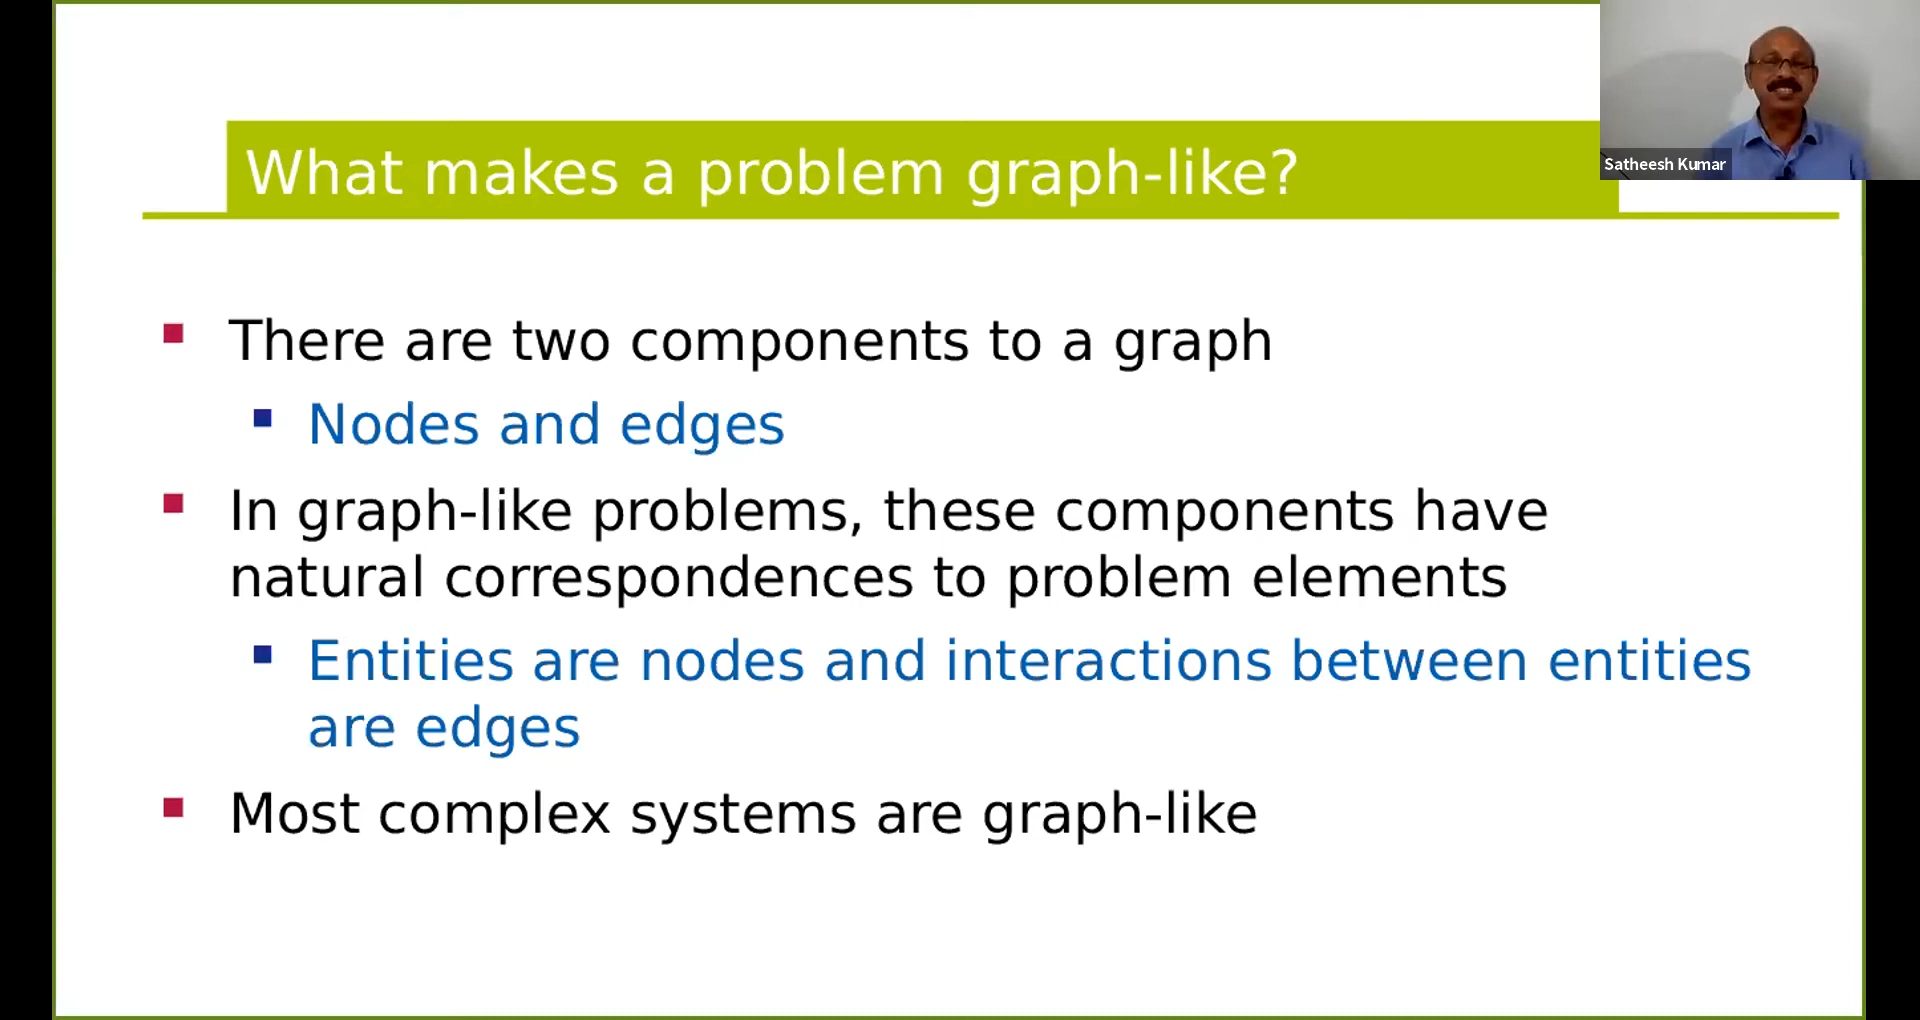 What makes a problem graph-like?
Satheesh Kumar
There are two components to a graph
Nodes and edges
In graph-like problems, these components have
natural correspondences to problem elements
Entities are nodes and interactions between entities
are edges
Most complex systems are graph-like